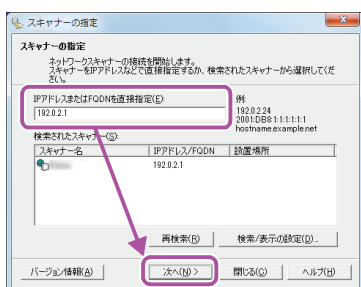 スキャナーの指定
スキャナーの指定
ネットワークスキャナーの接続を開始します。
スキャナーをIPアドレスなどで直接指定するか、検索されたスキャナーから選択してください。
IPアドレスまたはFQDNを直接指定(E):
192.0.2.1
例:
192.0.2.24
2001:DB8:1:1:1:1:1:1
hostname.example.net
検索されたスキャナー(S):
スキャナー名 IPアドレス/FQDN 設置場所
192.0.2.1
再検索(R) 検索/表示の設定(D)...
バージョン情報(A) 次へ(N) > 閉じる(C) ヘルプ(H)